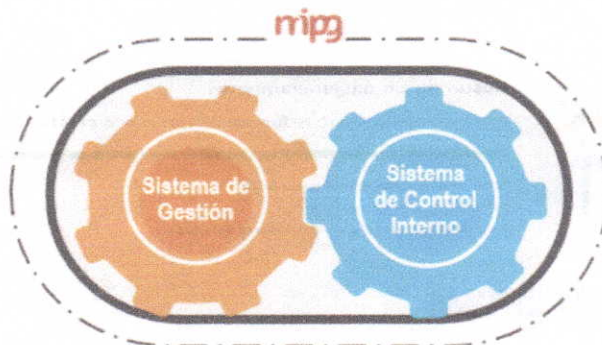 mipg
Sistema de
Gestión
Sistema
de Control
Interno